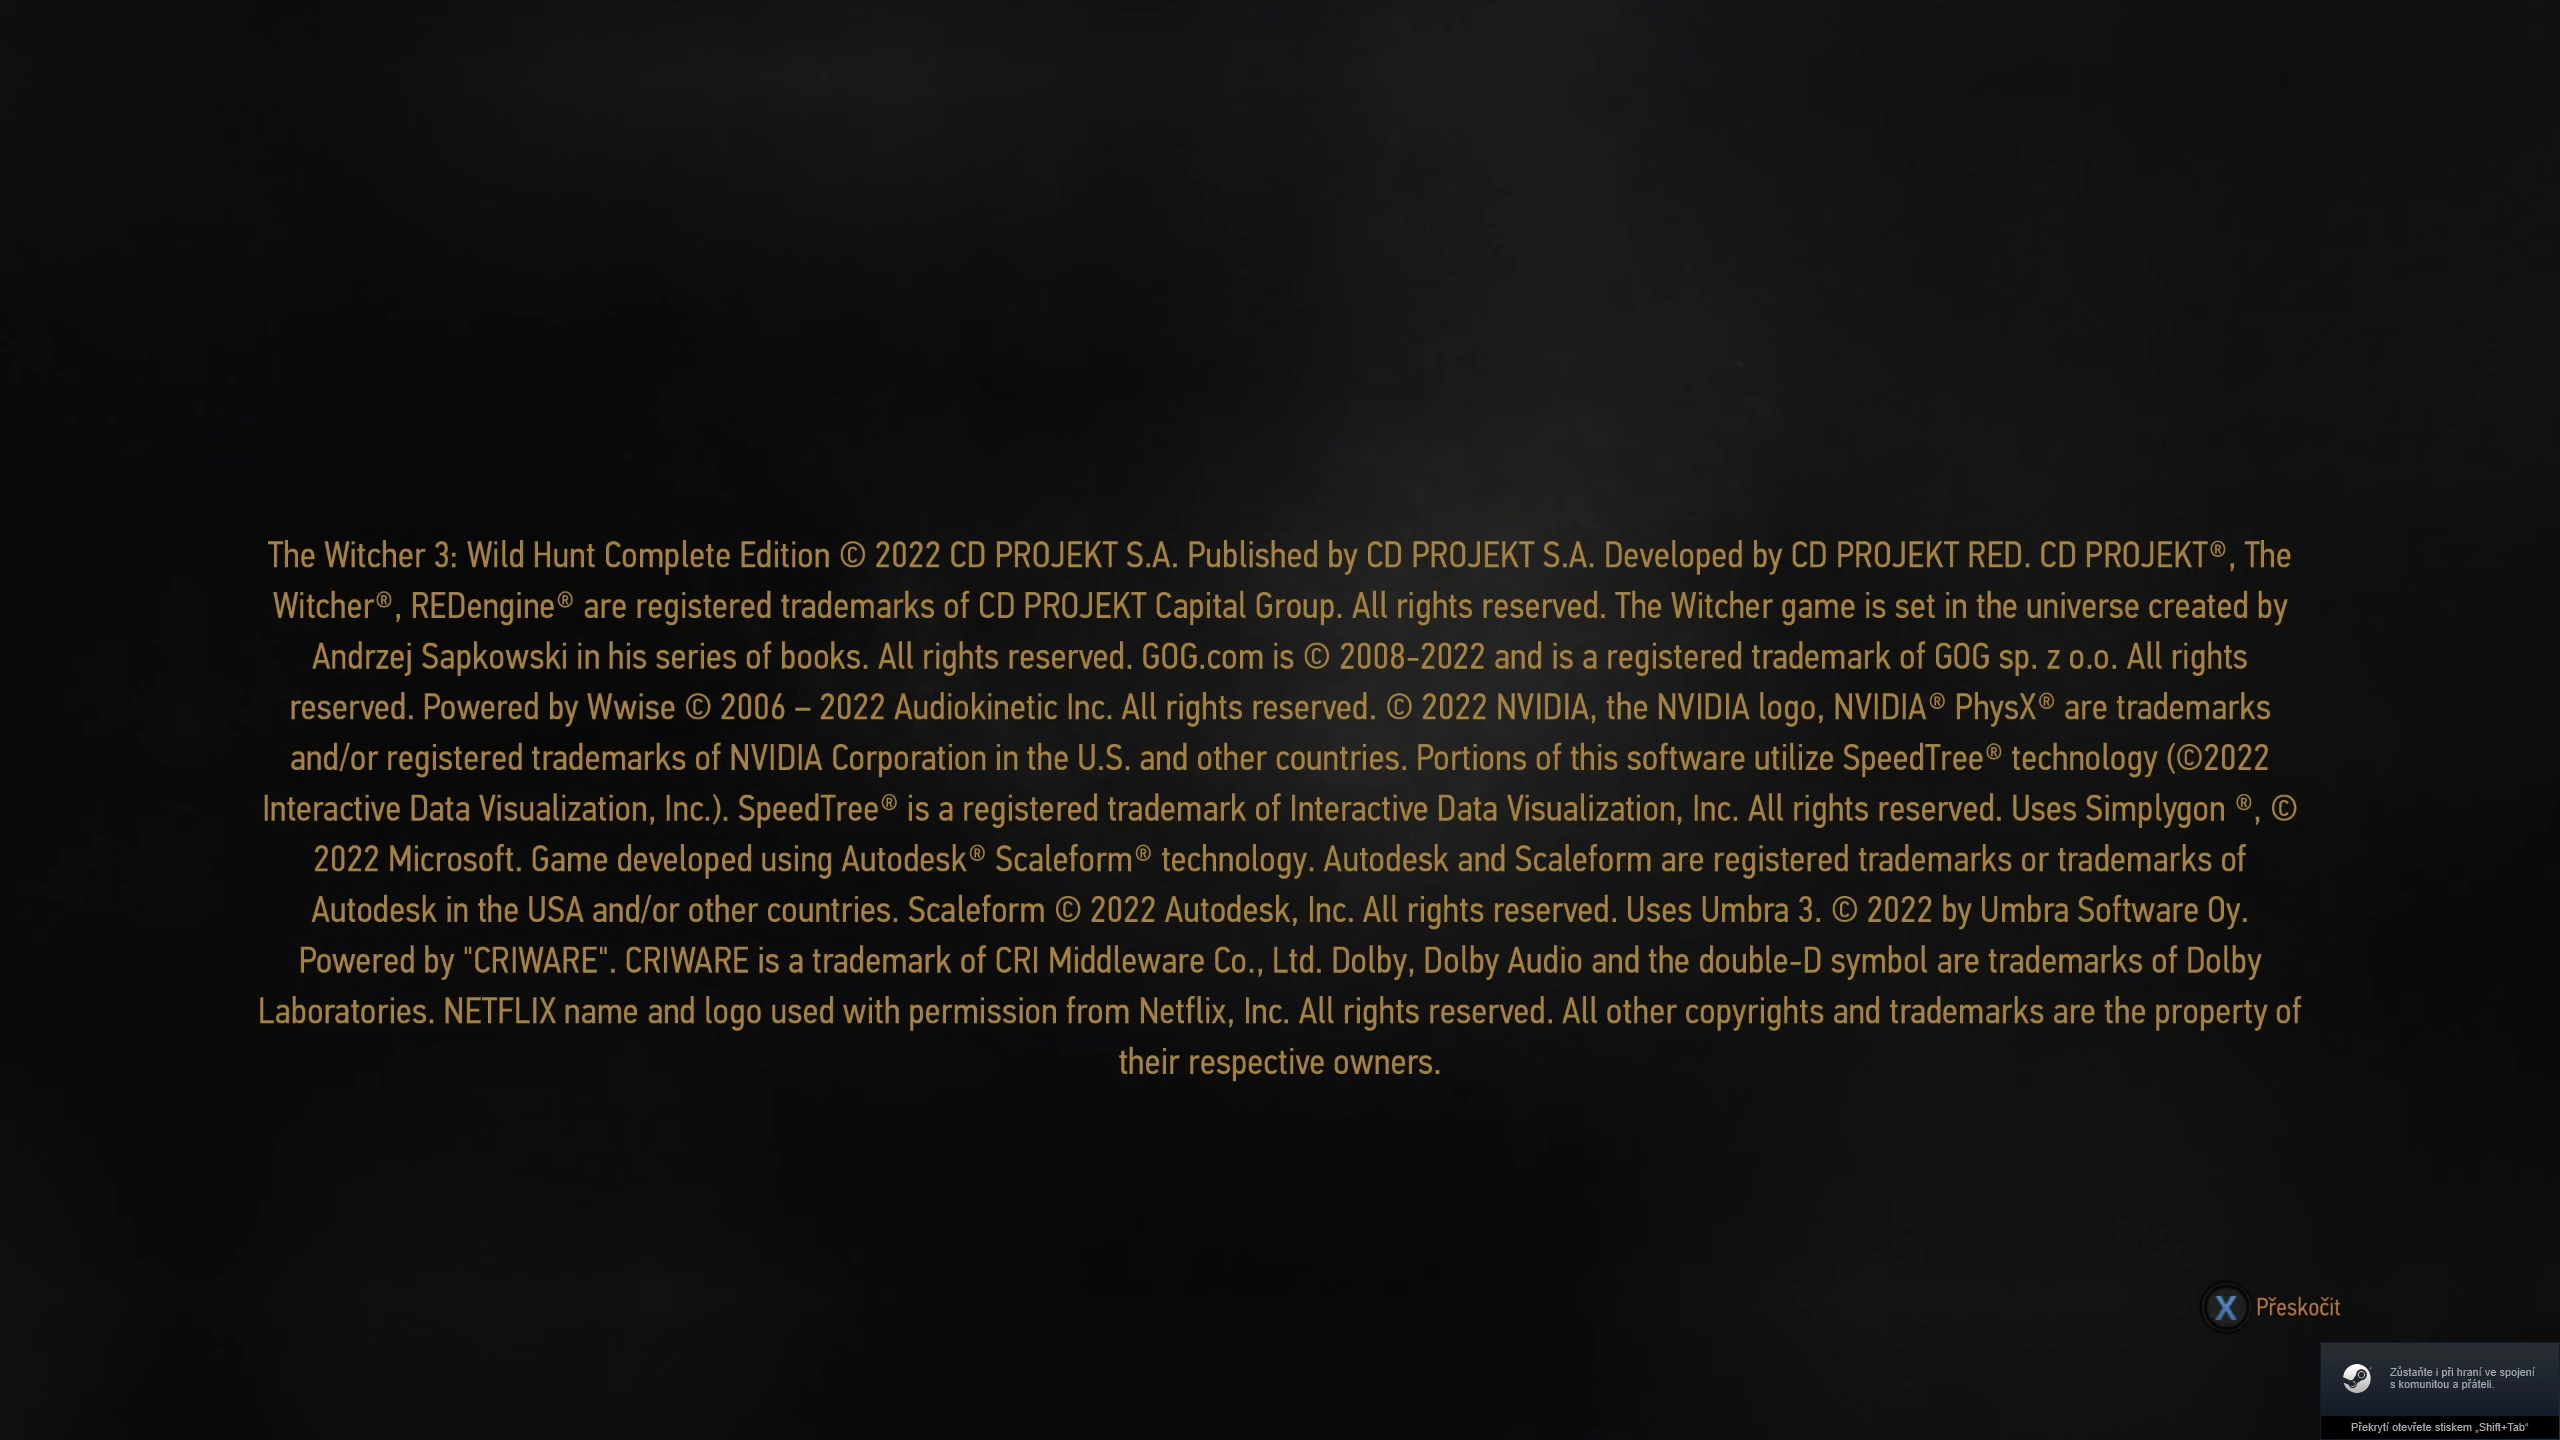 The Witcher 3: Wild Hunt Complete Edition © 2022 CD PROJEKT S.A. Published by CD PROJEKT S.A. Developed by CD PROJEKT RED. CD PROJEKT®, The
Witcher®, REDengine® are registered trademarks of CD PROJEKT Capital Group. All rights reserved. The Witcher game is set in the universe created by
Andrzej Sapkowski in his series of books. All rights reserved. GOG.com is © 2008-2022 and is a registered trademark of GOG sp. z o.o. All rights
reserved. Powered by Wwise © 2006 – 2022 Audiokinetic Inc. All rights reserved. © 2022 NVIDIA, the NVIDIA logo, NVIDIA® PhysX® are trademarks
and/or registered trademarks of NVIDIA Corporation in the U.S. and other countries. Portions of this software utilize SpeedTree® technology (©2022
Interactive Data Visualization, Inc.). SpeedTree® is a registered trademark of Interactive Data Visualization, Inc. All rights reserved. Uses Simplygon ®, ©
2022 Microsoft. Game developed using Autodesk® Scaleform® technology. Autodesk and Scaleform are registered trademarks or trademarks of
Autodesk in the USA and/or other countries. Scaleform © 2022 Autodesk, Inc. All rights reserved. Uses Umbra 3. © 2022 by Umbra Software Oy.
Powered by "CRIWARE". CRIWARE is a trademark of CRI Middleware Co., Ltd. Dolby, Dolby Audio and the double-D symbol are trademarks of Dolby
Laboratories. NETFLIX name and logo used with permission from Netflix, Inc. All rights reserved. All other copyrights and trademarks are the property of
their respective owners.
X Přeskočit
Zůstaňte i při hraní ve spojení
s komunitou a přáteli.
Překrytí otevřete stiskem „Shift+Tab“